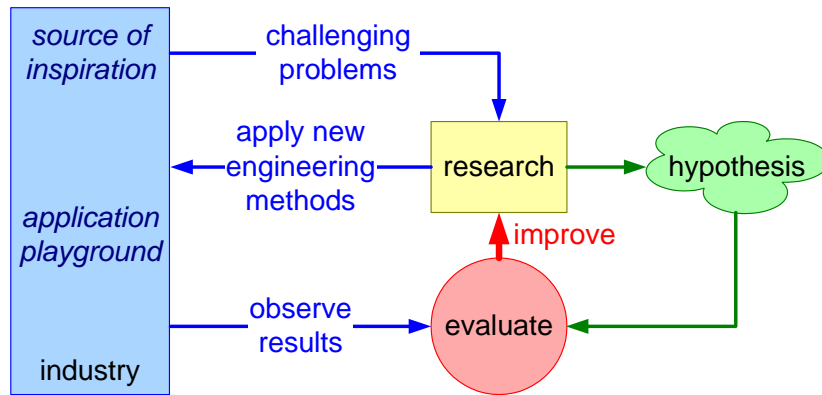 source of
inspiration
challenging
problems
apply new
engineering
methods
research
hypothesis
application
playground
improve
observe
results
evaluate
industry